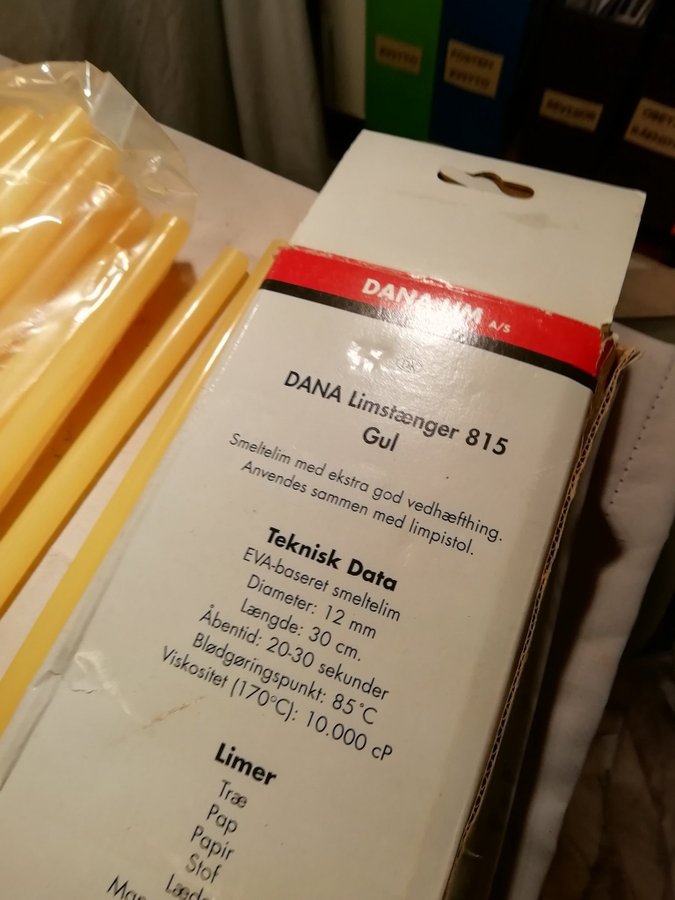 DANA LIM A/S
DANA Limstænger 815
Gul
Smeltelim med ekstra god vedhæfthing.
Anvendes sammen med limpistol.
Teknisk Data
EVA-baseret smeltelim
Diameter: 12 mm
Længde: 30 cm.
Åbentid: 20-30 sekunder
Blødgøringspunkt: 85°C
Viskositet (170°C): 10.000 cP
Limer
Træ
Pap
Papir
Stof